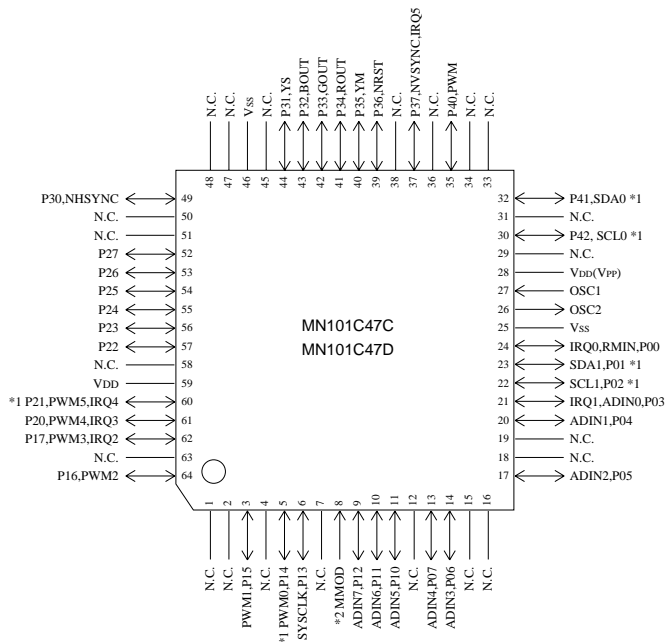 N.C.
N.C.
Vss
N.C.
P31,YS
P32,BOUT
P33,GOUT
P34,ROUT
P35,YM
P36,NRST
N.C.
P37,NVSYNC,IRQ5
N.C.
P40,PWM
N.C.
N.C.
48
47
46
45
44
43
42
41
40
39
38
37
36
35
34
33
P30,NHSYNC 49
N.C. 50
N.C. 51
P27 52
P26 53
P25 54
P24 55
P23 56
P22 57
N.C. 58
VDD 59
*1 P21,PWM5,IRQ4 60
P20,PWM4,IRQ3 61
P17,PWM3,IRQ2 62
N.C. 63
P16,PWM2 64
MN101C47C
MN101C47D
32 P41,SDA0 *1
31 N.C.
30 P42, SCL0 *1
29 N.C.
28 VDD(VPP)
27 OSC1
26 OSC2
25 Vss
24 IRQ0,RMIN,P00
23 SDA1,P01 *1
22 SCL1,P02 *1
21 IRQ1,ADIN0,P03
20 ADIN1,P04
19 N.C.
18 N.C.
17 ADIN2,P05
1
2
3
4
5
6
7
8
9
10
11
12
13
14
15
16
N.C.
N.C.
PWM1,P15
N.C.
*1 PWM0,P14
SYSCLK,P13
N.C.
*2 MMOD
ADIN7,P12
ADIN6,P11
ADIN5,P10
N.C.
ADIN4,P07
ADIN3,P06
N.C.
N.C.